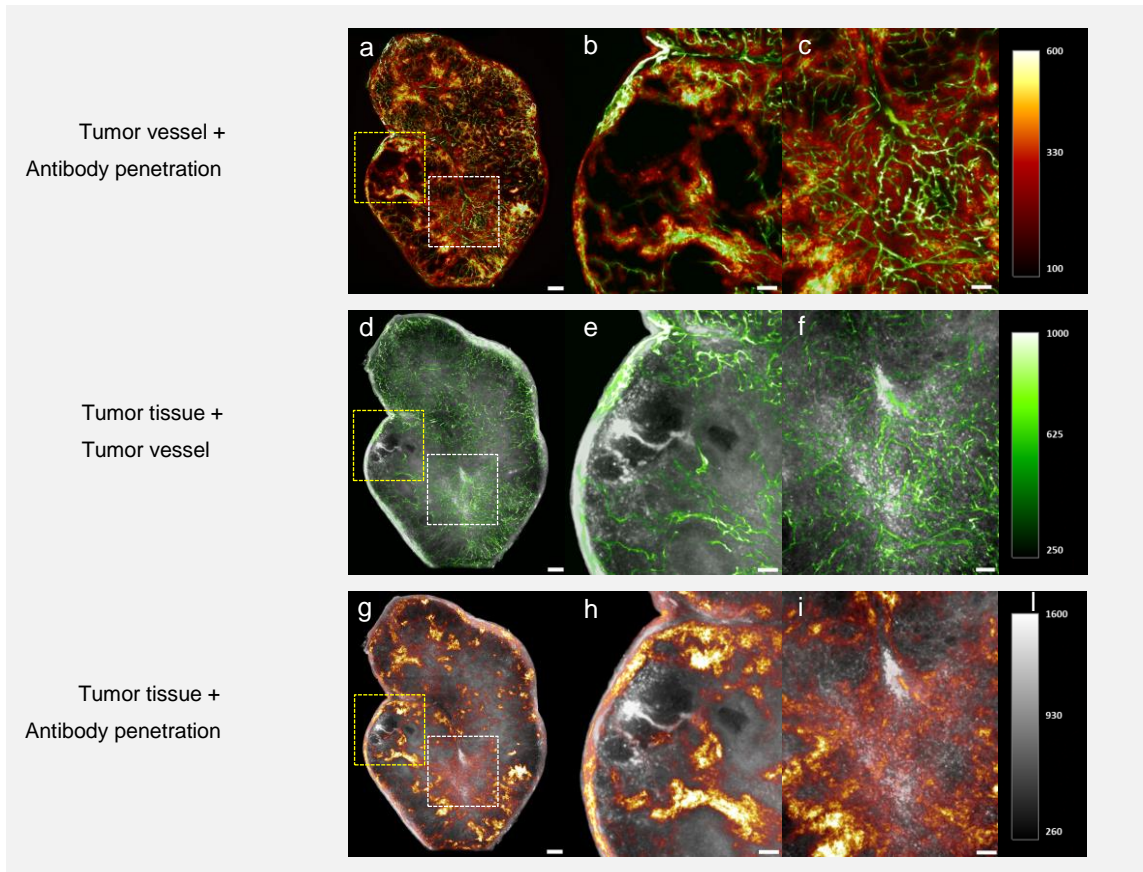 a
b
c
600
Tumor vessel +
330
Antibody penetration
100
d
e
f
1000
Tumor tissue +
625
Tumor vessel
250
g
h
i
l
1600
Tumor tissue +
930
Antibody penetration
260